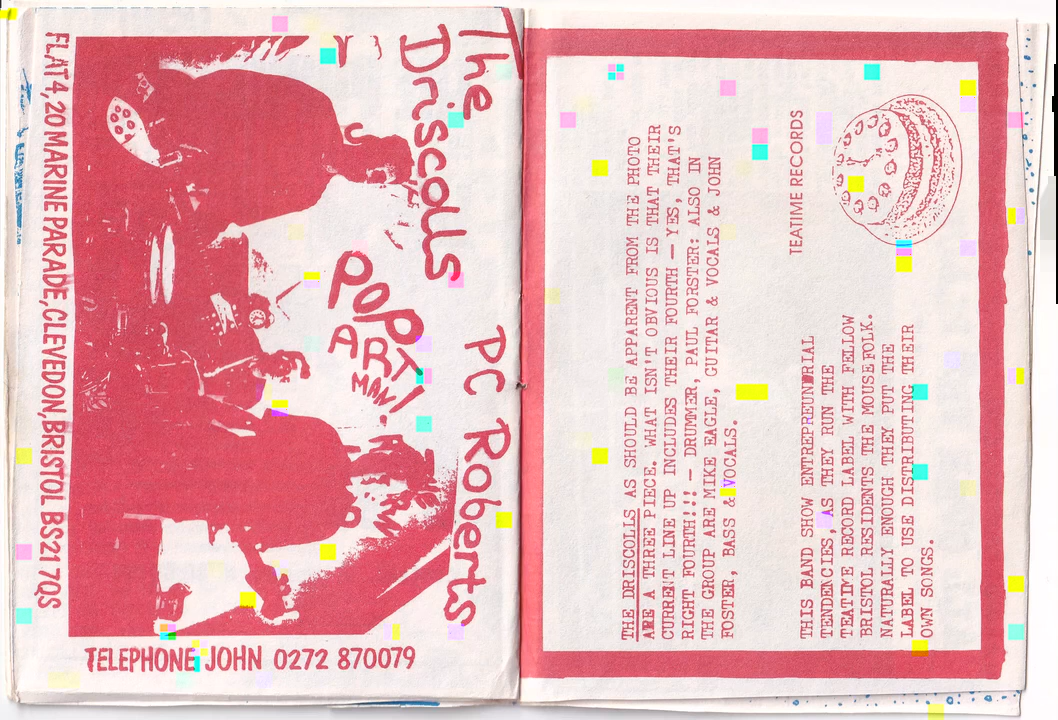 The
Driscolls
PC Roberts
POP
ART
MAN!
FLAT 4, 20 MARINE PARADE, CLEVEDON, BRISTOL BS21 7QS
TELEPHONE JOHN 0272 870079
THE DRISCOLLS AS SHOULD BE APPARENT FROM THE PHOTO
ARE A THREE PIECE. WHAT ISN'T OBVIOUS IS THAT THEIR
CURRENT LINE UP INCLUDES THEIR FOURTH - YES, THAT'S
RIGHT FOURTH!!! - DRUMMER, PAUL FORSTER: ALSO IN
THE GROUP ARE MIKE EAGLE, GUITAR & VOCALS & JOHN
FOSTER, BASS & VOCALS.
TEATIME RECORDS
THIS BAND SHOW ENTREPREUNRIAL
TENDENCIES, AS THEY RUN THE
TEATIME RECORD LABEL WITH FELLOW
BRISTOL RESIDENTS THE MOUSEFOLK.
NATURALLY ENOUGH THEY PUT THE
LABEL TO USE DISTRIBUTING THEIR
OWN SONGS.